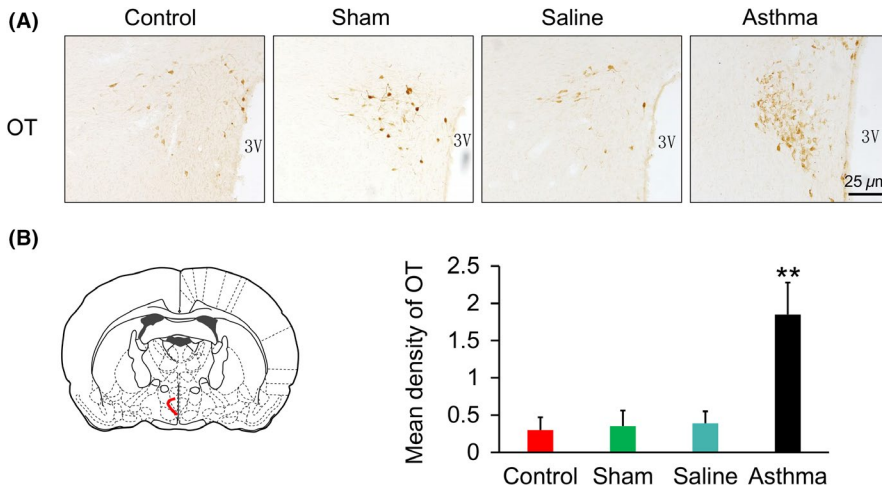 (A)
Control Sham Saline Asthma
OT
3V 3V 3V 3V
25 µm
(B)
Mean density of OT
2.5
2
1.5
1
0.5
0
**
Control Sham Saline Asthma